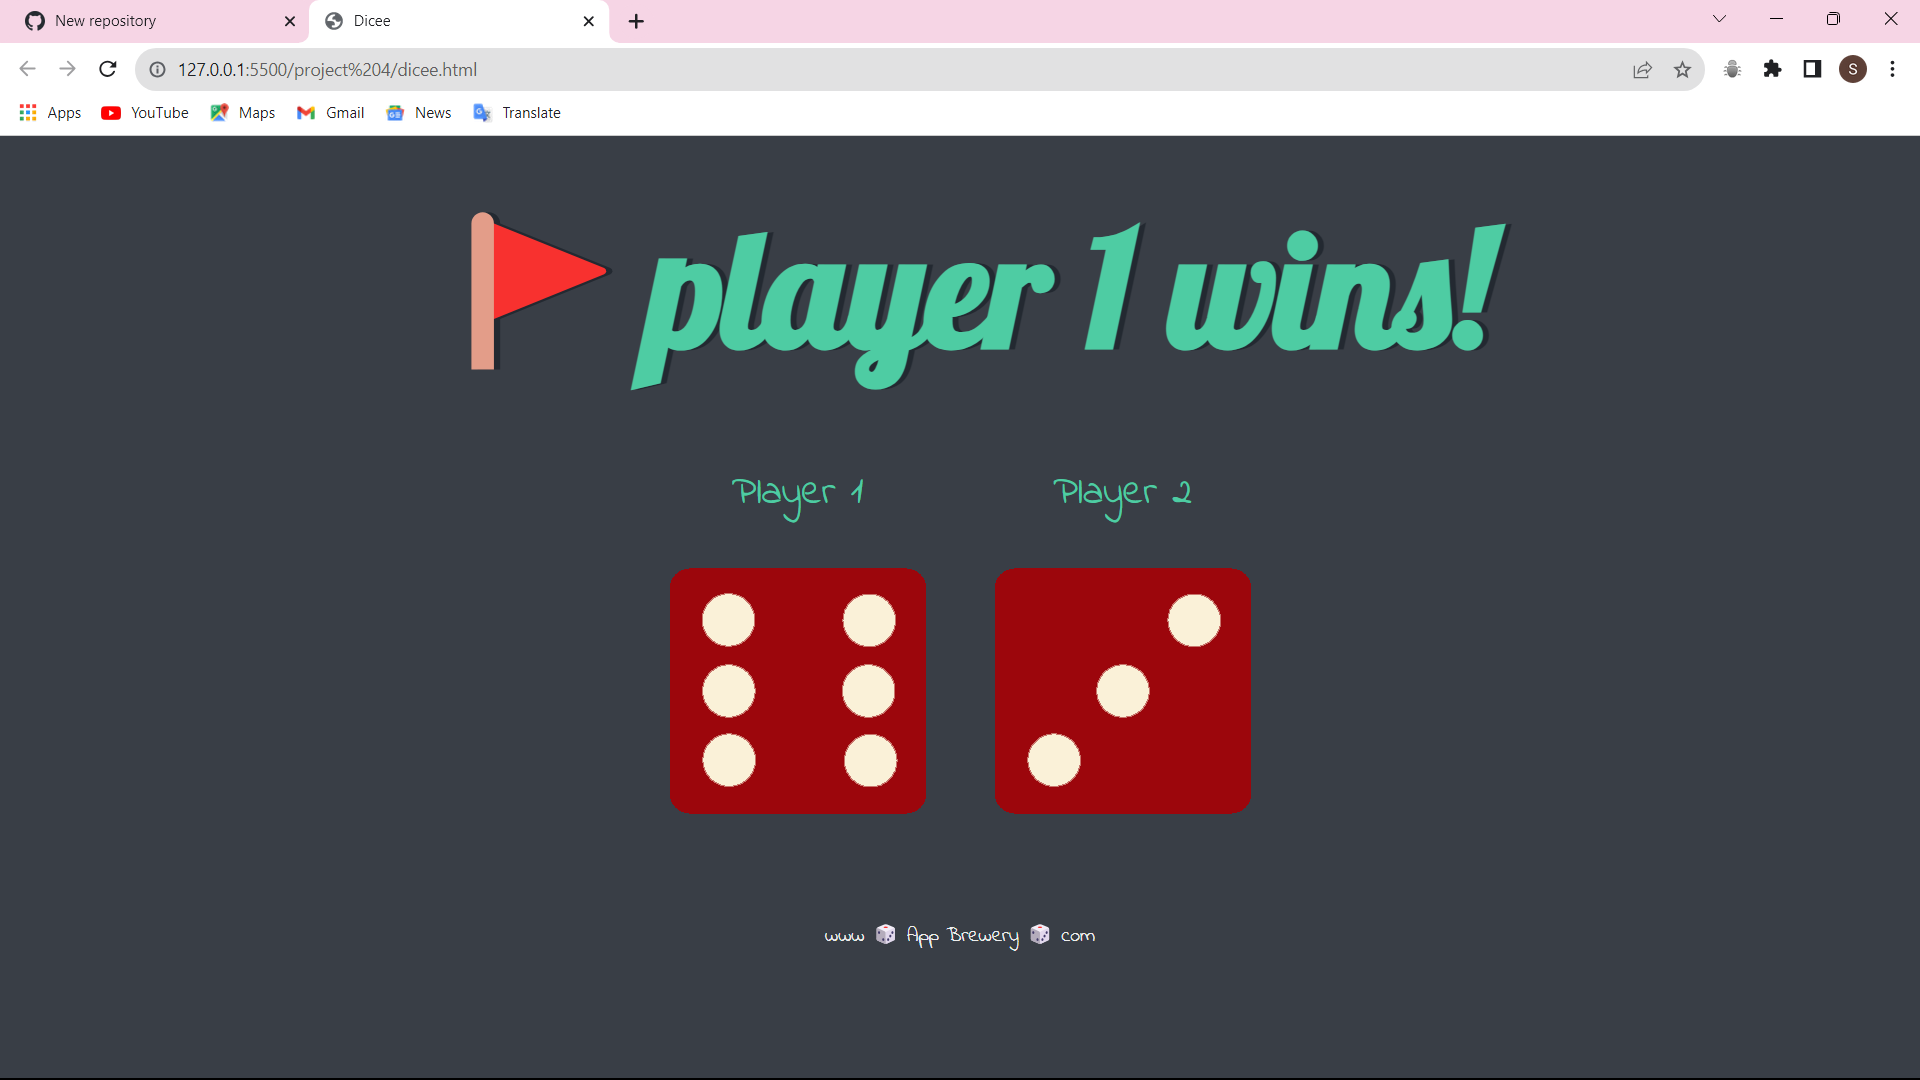 New repository
Dicee
127.0.0.1:5500/project%204/dicee.html
S
Apps
YouTube
Maps
Gmail
News
Translate
player 1 wins!
Player 1
Player 2
www 🎲 App Brewery 🎲 com